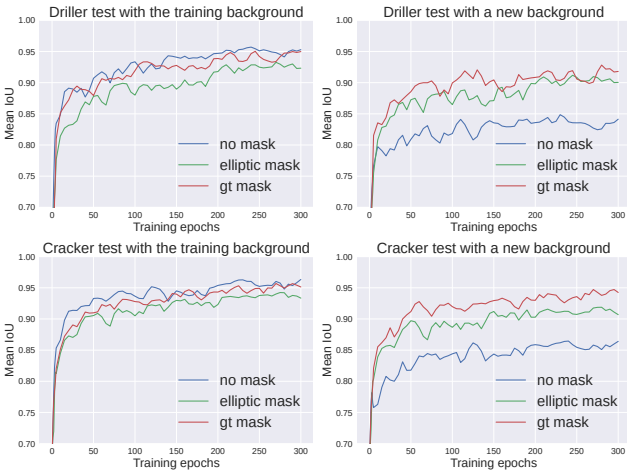 Driller test with the training background
1.00
0.95
0.90
0.85
0.80
0.75
0.70
Mean IoU
no mask
elliptic mask
gt mask
0 50 100 150 200 250 300
Training epochs
Driller test with a new background
1.00
0.95
0.90
0.85
0.80
0.75
0.70
Mean IoU
no mask
elliptic mask
gt mask
0 50 100 150 200 250 300
Training epochs
Cracker test with the training background
1.00
0.95
0.90
0.85
0.80
0.75
0.70
Mean IoU
no mask
elliptic mask
gt mask
0 50 100 150 200 250 300
Training epochs
Cracker test with a new background
1.00
0.95
0.90
0.85
0.80
0.75
0.70
Mean IoU
no mask
elliptic mask
gt mask
0 50 100 150 200 250 300
Training epochs